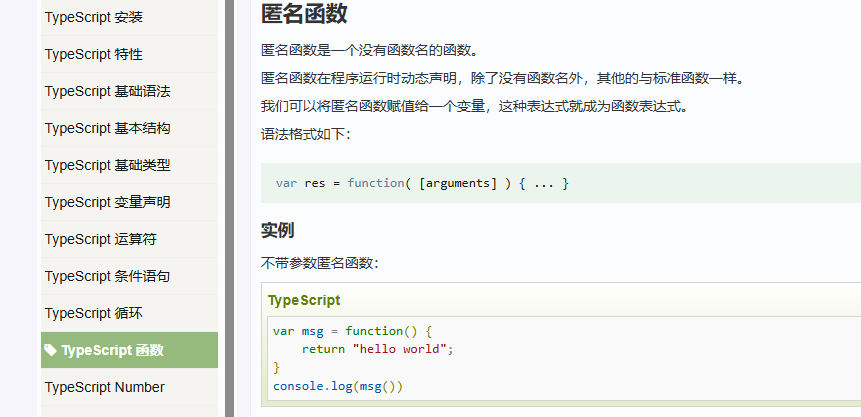 TypeScript 安装
TypeScript 特性
TypeScript 基础语法
TypeScript 基本结构
TypeScript 基础类型
TypeScript 变量声明
TypeScript 运算符
TypeScript 条件语句
TypeScript 循环
TypeScript 函数
TypeScript Number
匿名函数
匿名函数是一个没有函数名的函数。
匿名函数在程序运行时动态声明，除了没有函数名外，其他的与标准函数一样。
我们可以将匿名函数赋值给一个变量，这种表达式就成为函数表达式。
语法格式如下：
var res = function( [arguments] ) { ... }
实例
不带参数匿名函数：
TypeScript
var msg = function() {
    return "hello world";
}
console.log(msg())